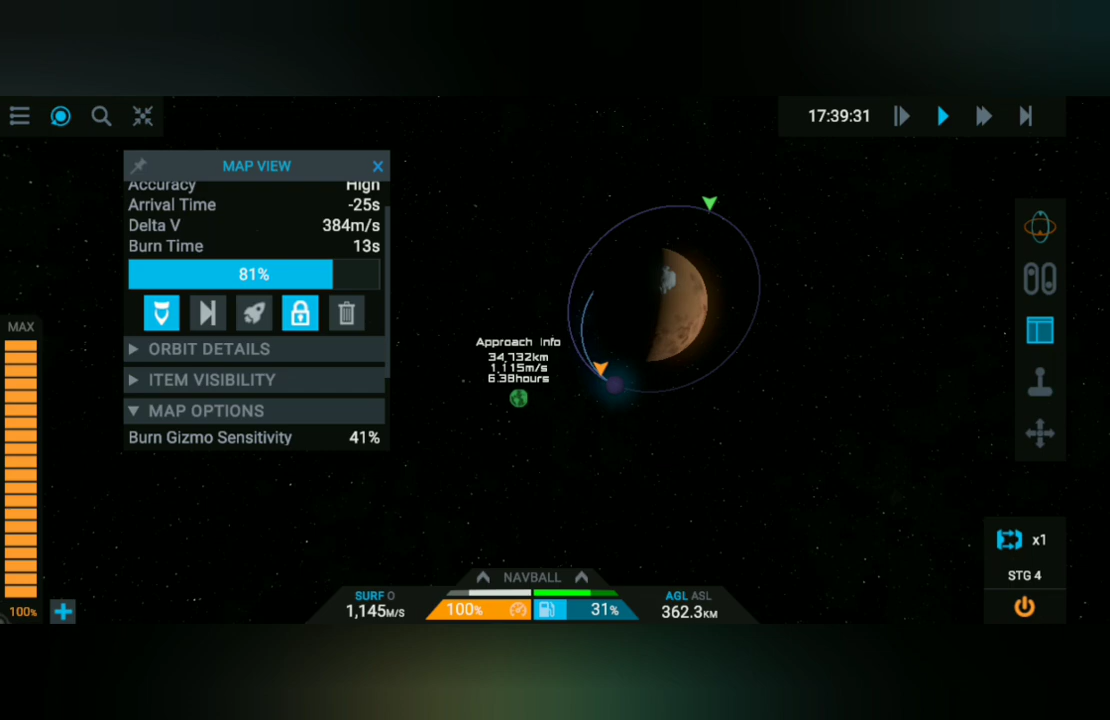 17:39:31
MAP VIEW
Accuracy High
Arrival Time -25s
Delta V 384m/s
Burn Time 13s
81%
ORBIT DETAILS
ITEM VISIBILITY
MAP OPTIONS
Burn Gizmo Sensitivity 41%
Approach Info
34,732km
1,115m/s
6.38hours
MAX
100%
x1
STG 4
NAVBALL
SURF O
1,145M/S
100%
31%
AGL ASL
362.3KM